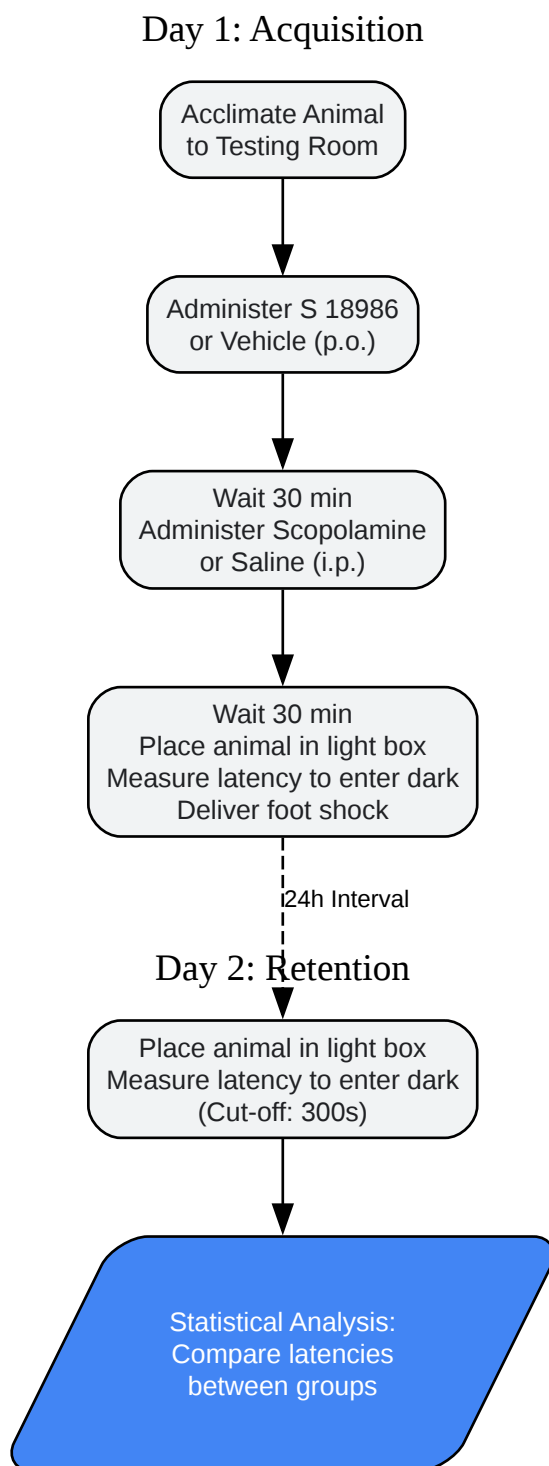 Day 1: Acquisition
Acclimate Animal
to Testing Room
Administer S 18986
or Vehicle (p.o.)
Wait 30 min
Administer Scopolamine
or Saline (i.p.)
Wait 30 min
Place animal in light box
Measure latency to enter dark
Deliver foot shock
24h Interval
Day 2: Retention
Place animal in light box
Measure latency to enter dark
(Cut-off: 300s)
Statistical Analysis:
Compare latencies
between groups